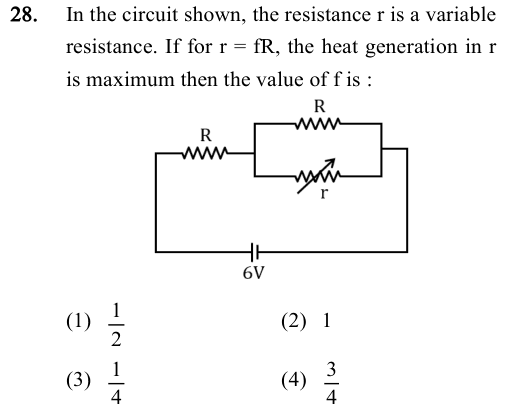 28. In the circuit shown, the resistance r is a variable
resistance. If for r = fR, the heat generation in r
is maximum then the value of f is :
R
R
r
6V
(1) 1/2 (2) 1
(3) 1/4 (4) 3/4